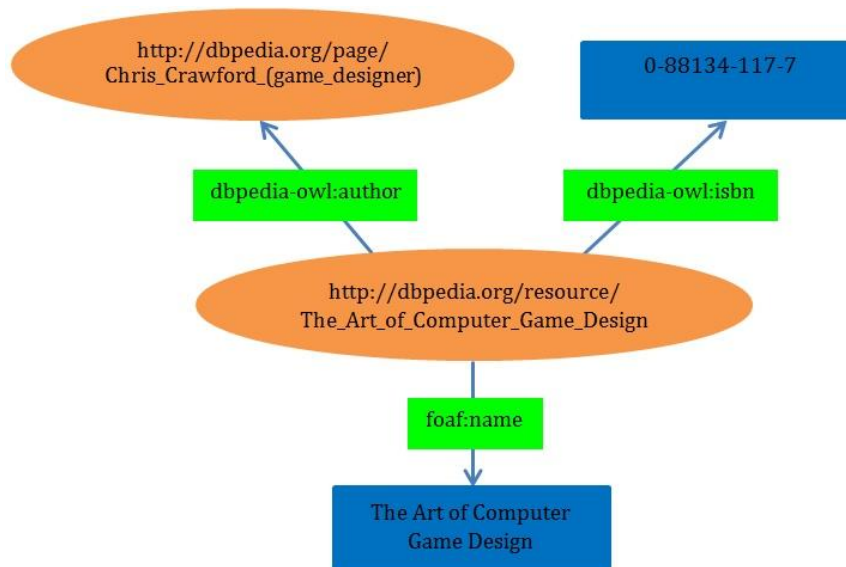 http://dbpedia.org/page/
Chris_Crawford_(game_designer)
0-88134-117-7
dbpedia-owl:author
dbpedia-owl:isbn
http://dbpedia.org/resource/
The_Art_of_Computer_Game_Design
foaf:name
The Art of Computer
Game Design